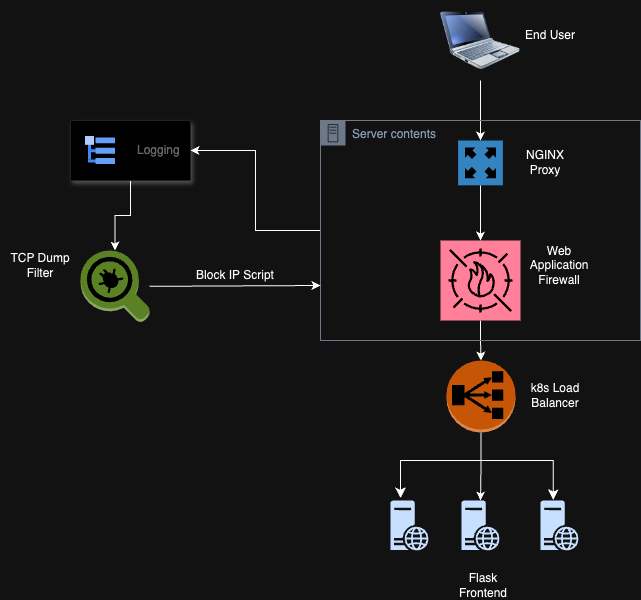 End User
Server contents
Logging
NGINX
Proxy
TCP Dump
Filter
Block IP Script
Web
Application
Firewall
k8s Load
Balancer
Flask
Frontend